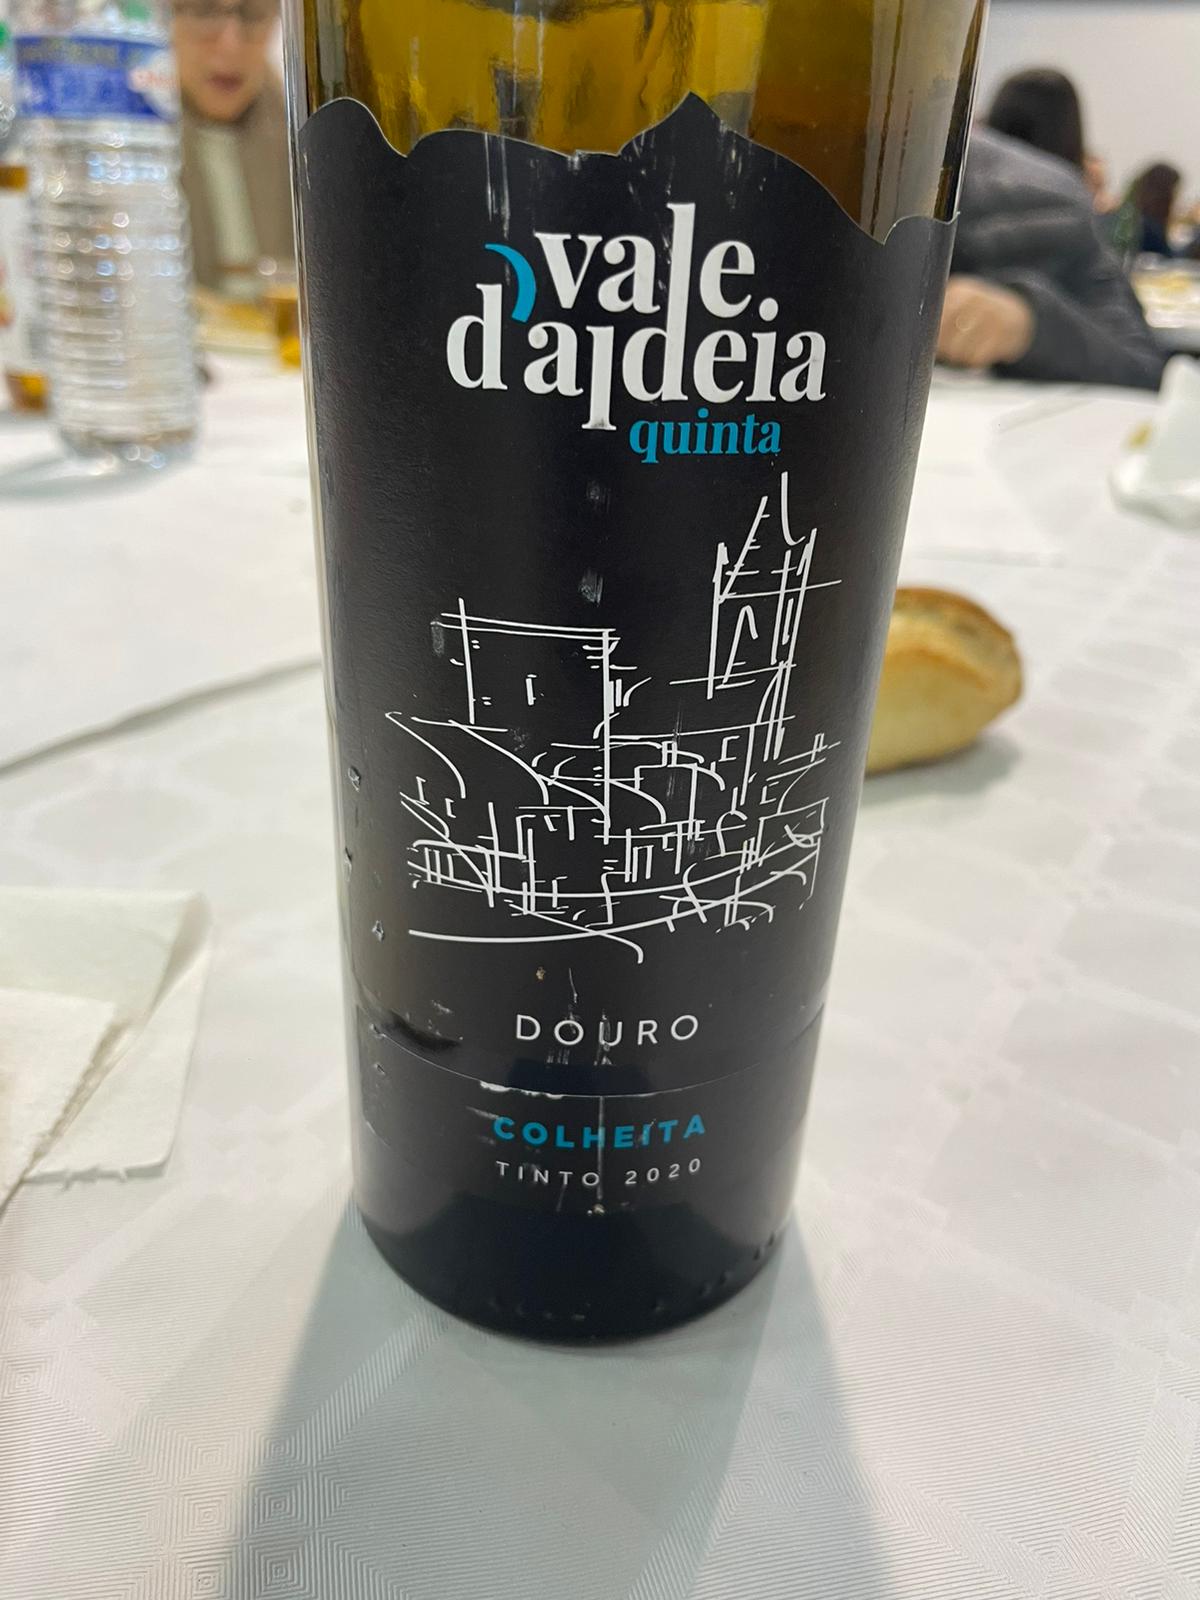 vale
d'aldeia
quinta
DOURO
COLHEITA
TINTO 2020